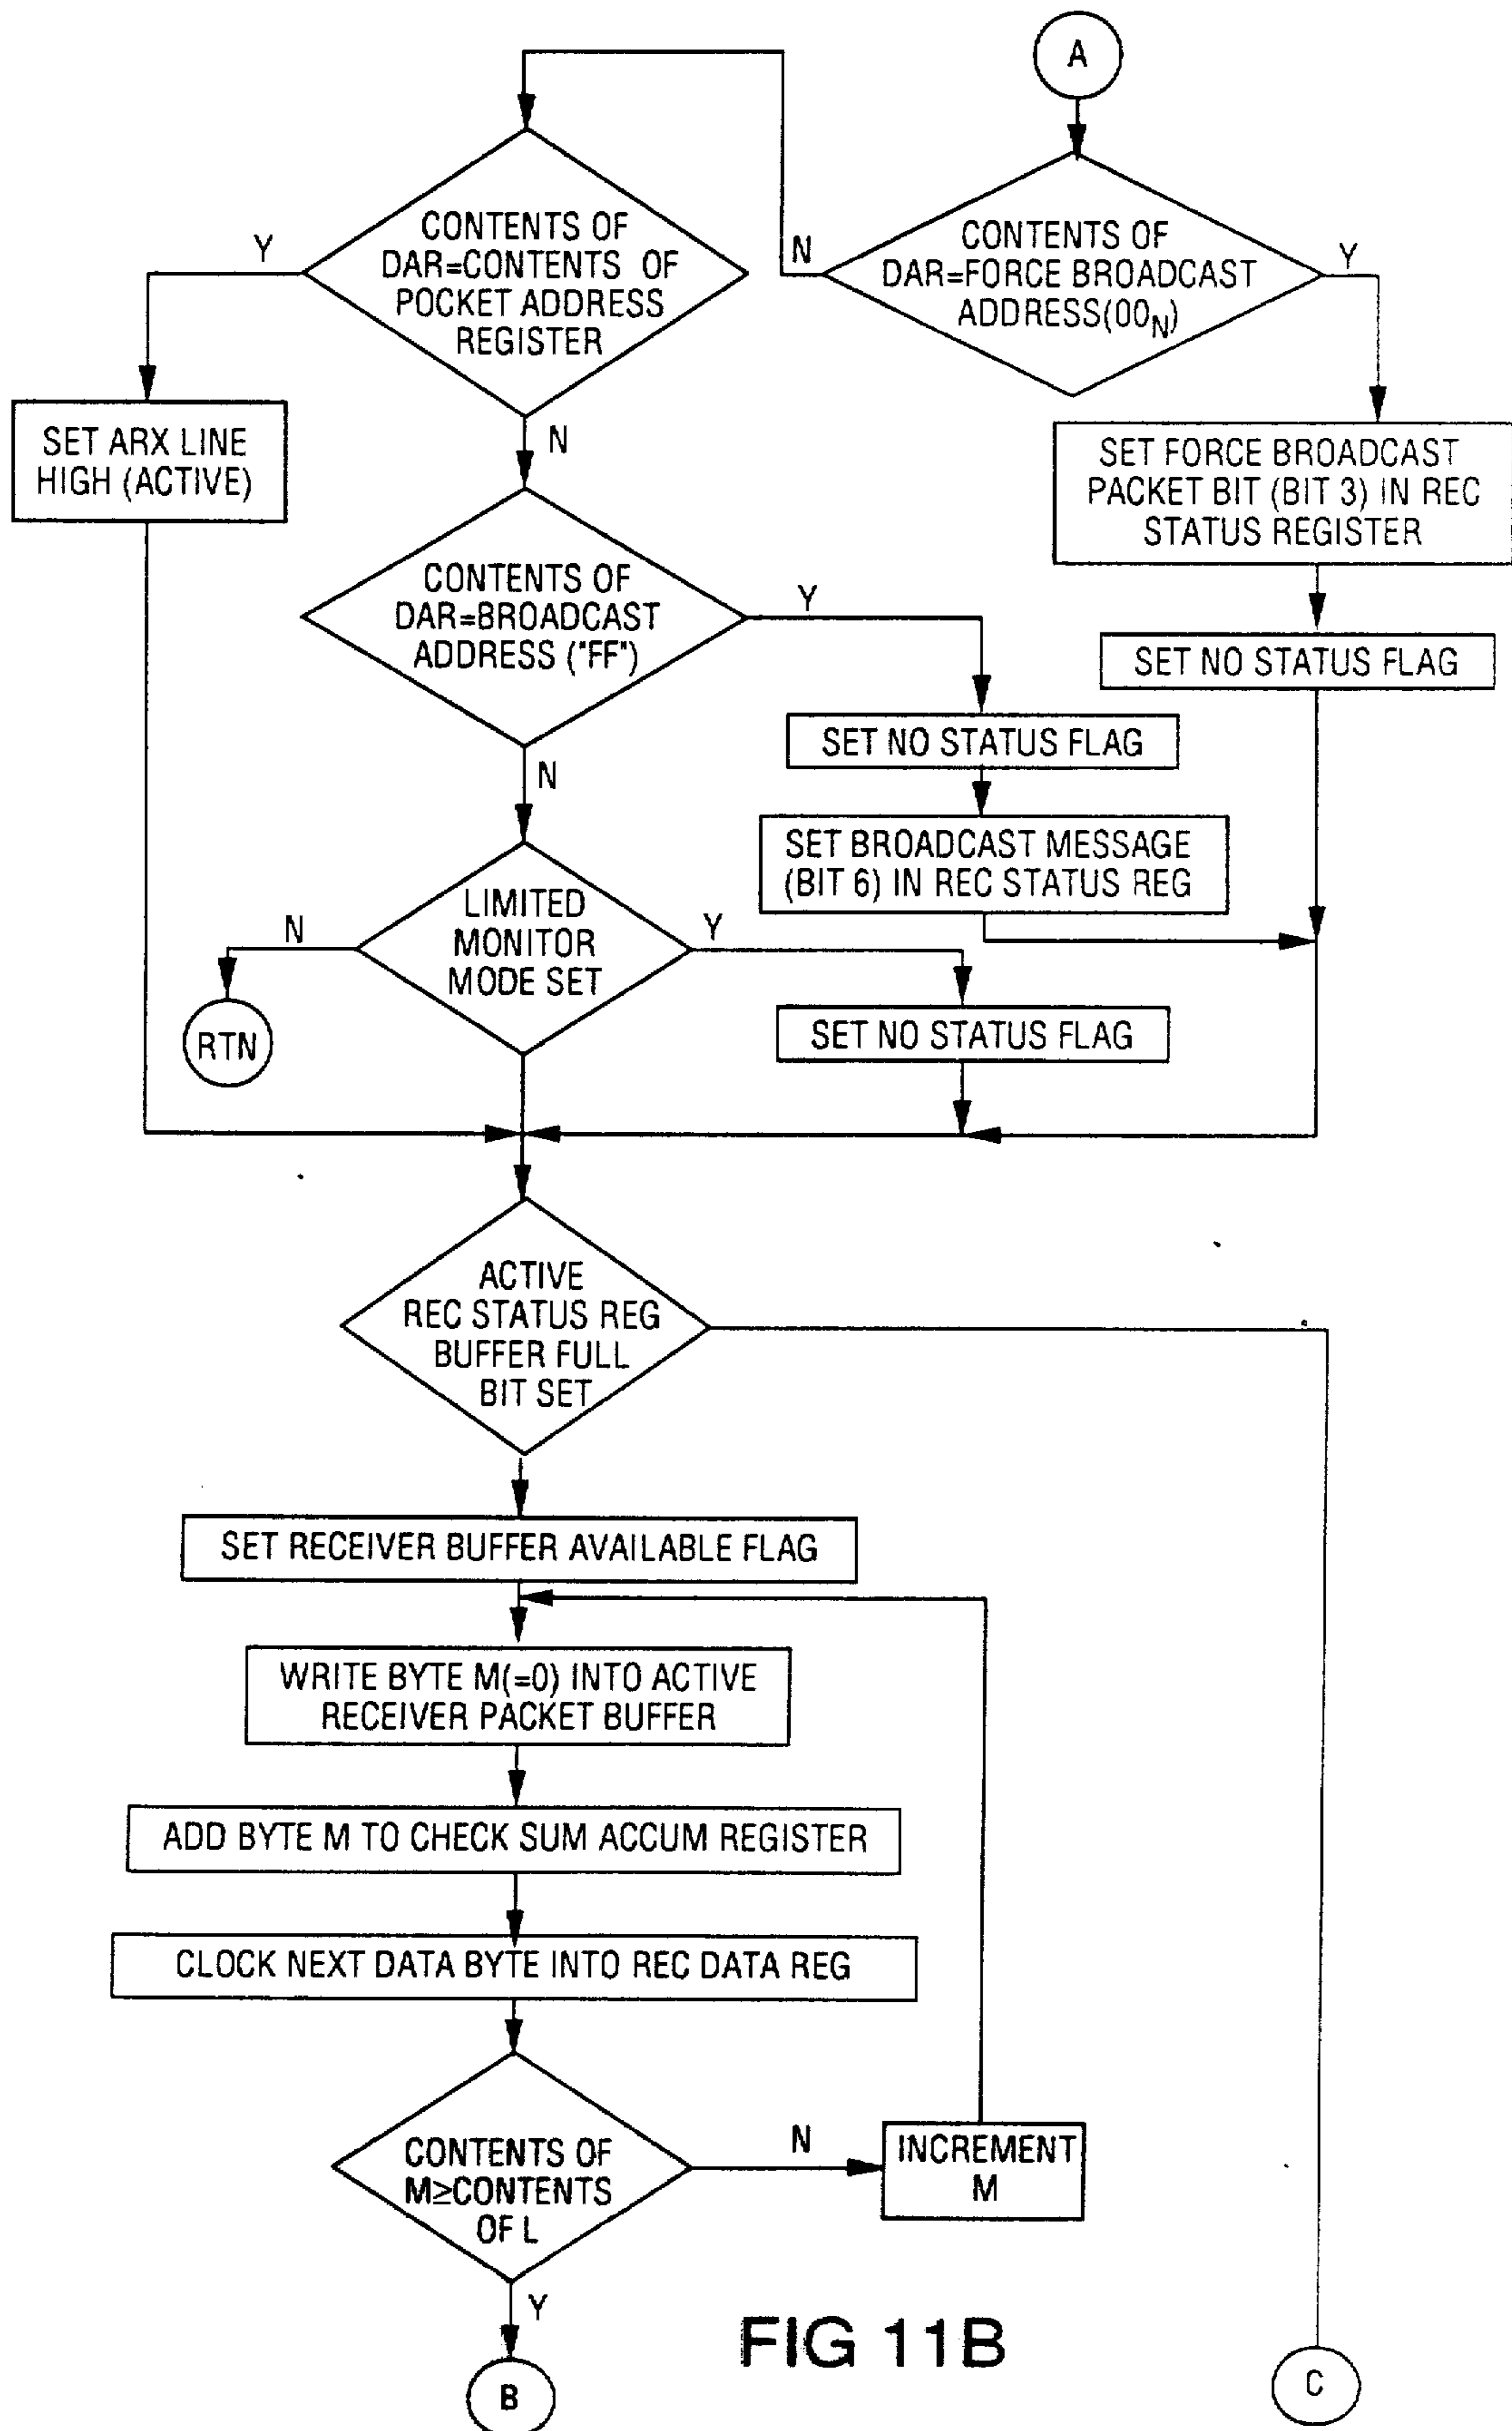 A
CONTENTS OF
DAR=FORCE BROADCAST
ADDRESS(00N)
N
Y
CONTENTS OF
DAR=CONTENTS OF
POCKET ADDRESS
REGISTER
Y
N
SET ARX LINE
HIGH (ACTIVE)
SET FORCE BROADCAST
PACKET BIT (BIT 3) IN REC
STATUS REGISTER
SET NO STATUS FLAG
CONTENTS OF
DAR=BROADCAST
ADDRESS ("FF")
Y
N
SET NO STATUS FLAG
SET BROADCAST MESSAGE
(BIT 6) IN REC STATUS REG
LIMITED
MONITOR
MODE SET
N
Y
RTN
SET NO STATUS FLAG
ACTIVE
REC STATUS REG
BUFFER FULL
BIT SET
SET RECEIVER BUFFER AVAILABLE FLAG
WRITE BYTE M(=0) INTO ACTIVE
RECEIVER PACKET BUFFER
ADD BYTE M TO CHECK SUM ACCUM REGISTER
CLOCK NEXT DATA BYTE INTO REC DATA REG
CONTENTS OF
M≥CONTENTS
OF L
N
INCREMENT
M
Y
B
C
FIG 11B